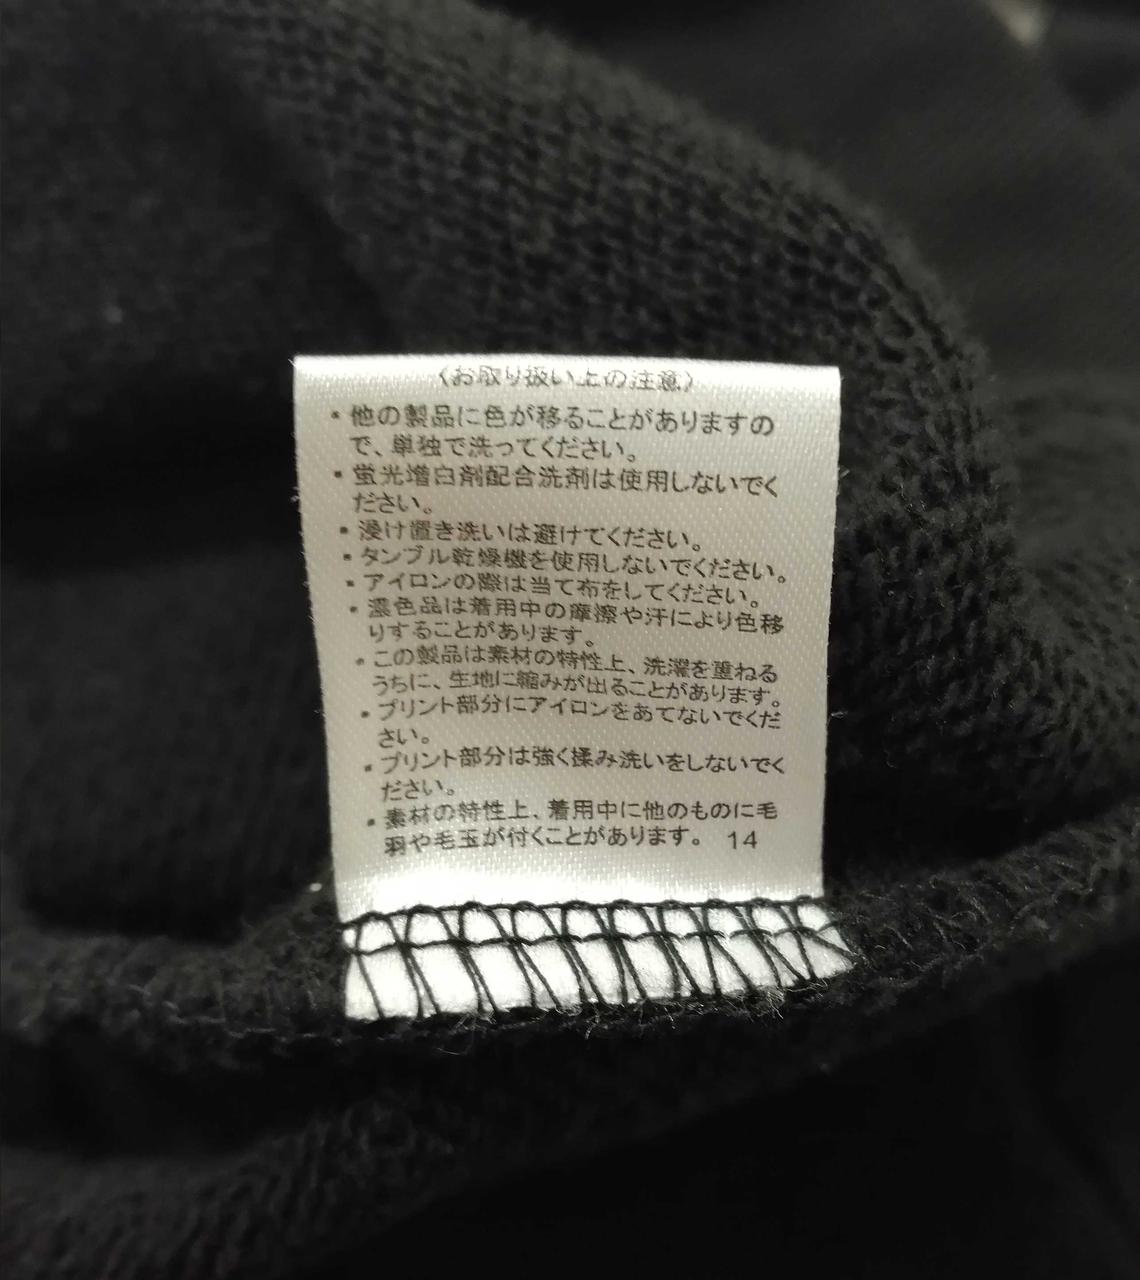 〈お取り扱い上の注意〉
・他の製品に色が移ることがありますの
で、単独で洗ってください。
・蛍光増白剤配合洗剤は使用しないでく
ださい。
・浸け置き洗いは避けてください。
・タンブル乾燥機を使用しないでください。
・アイロンの際は当て布をしてください。
・濃色品は着用中の摩擦や汗により色移
りすることがあります。
・この製品は素材の特性上、洗濯を重ねる
うちに、生地に縮みが出ることがあります。
・プリント部分にアイロンをあてないでくだ
さい。
・プリント部分は強く揉み洗いをしないでく
ださい。
・素材の特性上、着用中に他のものに毛
羽や毛玉が付くことがあります。 14